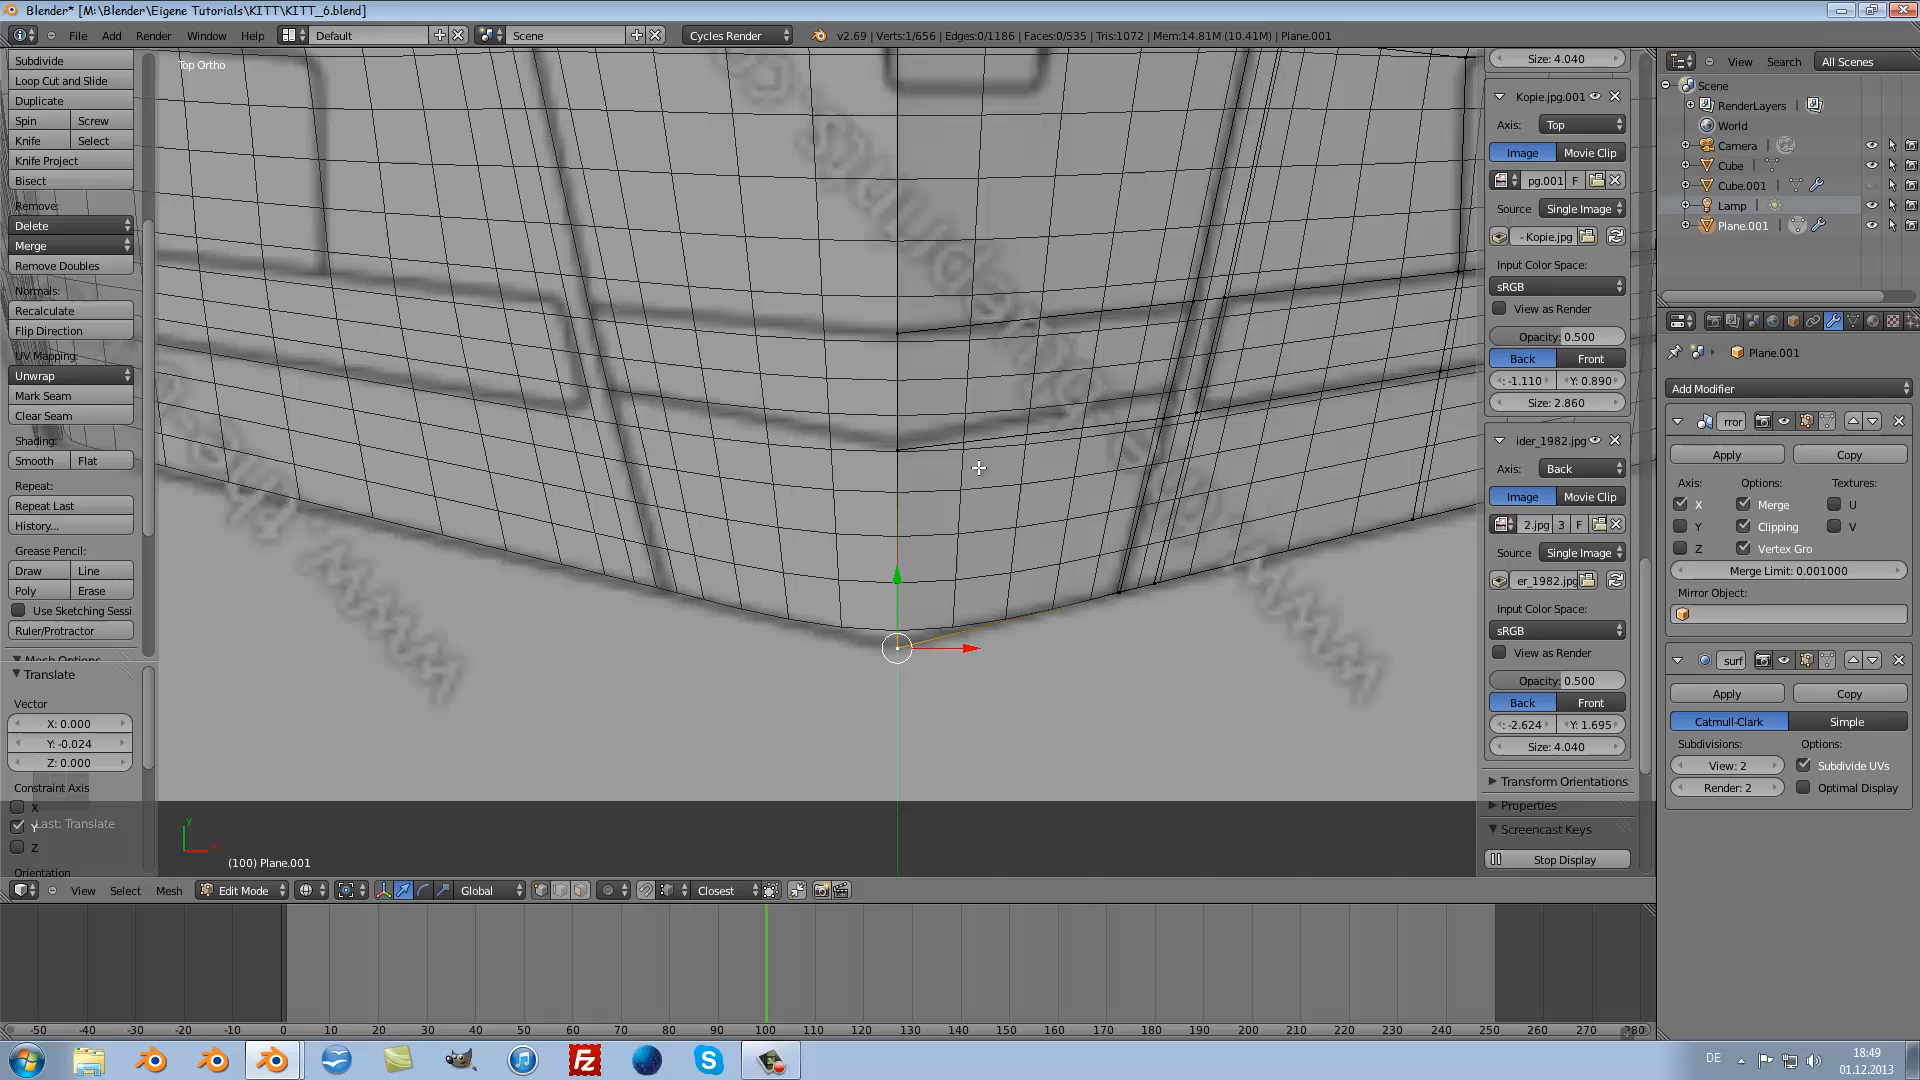 Blender* [M:\Blender\Eigene Tutorials\KITT\KITT_6.blend]
File Add Render Window Help Default Scene Cycles Render v2.69 | Verts:1/656 | Edges:0/1186 | Faces:0/535 | Tris:1072 | Mem:14.81M (10.41M) | Plane.001
Subdivide
Loop Cut and Slide
Duplicate
Spin Screw
Knife Select
Knife Project
Bisect
Remove:
Delete
Merge
Remove Doubles
Normals:
Recalculate
Flip Direction
UV Mapping:
Unwrap
Mark Seam
Clear Seam
Shading:
Smooth Flat
Repeat:
Repeat Last
History...
Grease Pencil:
Draw Line
Poly Erase
Use Sketching Sessi
Ruler/Protractor
Mesh Options
Translate
Vector
X: 0.000
Y: -0.024
Z: 0.000
Constraint Axis
X
Y
Last: Translate
Z
Orientation
Top Ortho
y
x
(100) Plane.001
Size: 4.040
Kopie.jpg.001
Axis: Top
Image Movie Clip
pg.001 F
Source Single Image
- Kopie.jpg
Input Color Space:
sRGB
View as Render
Opacity: 0.500
Back Front
: -1.110 Y: 0.890
Size: 2.860
ider_1982.jpg
Axis: Back
Image Movie Clip
2.jpg 3 F
Source Single Image
er_1982.jpg
Input Color Space:
sRGB
View as Render
Opacity: 0.500
Back Front
: -2.624 Y: 1.695
Size: 4.040
Transform Orientations
Properties
Screencast Keys
Stop Display
View Search All Scenes
Scene
RenderLayers
World
Camera
Cube
Cube.001
Lamp
Plane.001
Plane.001
Add Modifier
rror
Apply Copy
Axis: Options: Textures:
X Merge U
Y Clipping V
Z Vertex Gro
Merge Limit: 0.001000
Mirror Object:
surf
Apply Copy
Catmull-Clark Simple
Subdivisions: Options:
View: 2 Subdivide UVs
Render: 2 Optimal Display
View Select Mesh Edit Mode Global Closest
-50 -40 -30 -20 -10 0 10 20 30 40 50 60 70 80 90 100 110 120 130 140 150 160 170 180 190 200 210 220 230 240 250 260 270 280
DE
18:49
01.12.2013